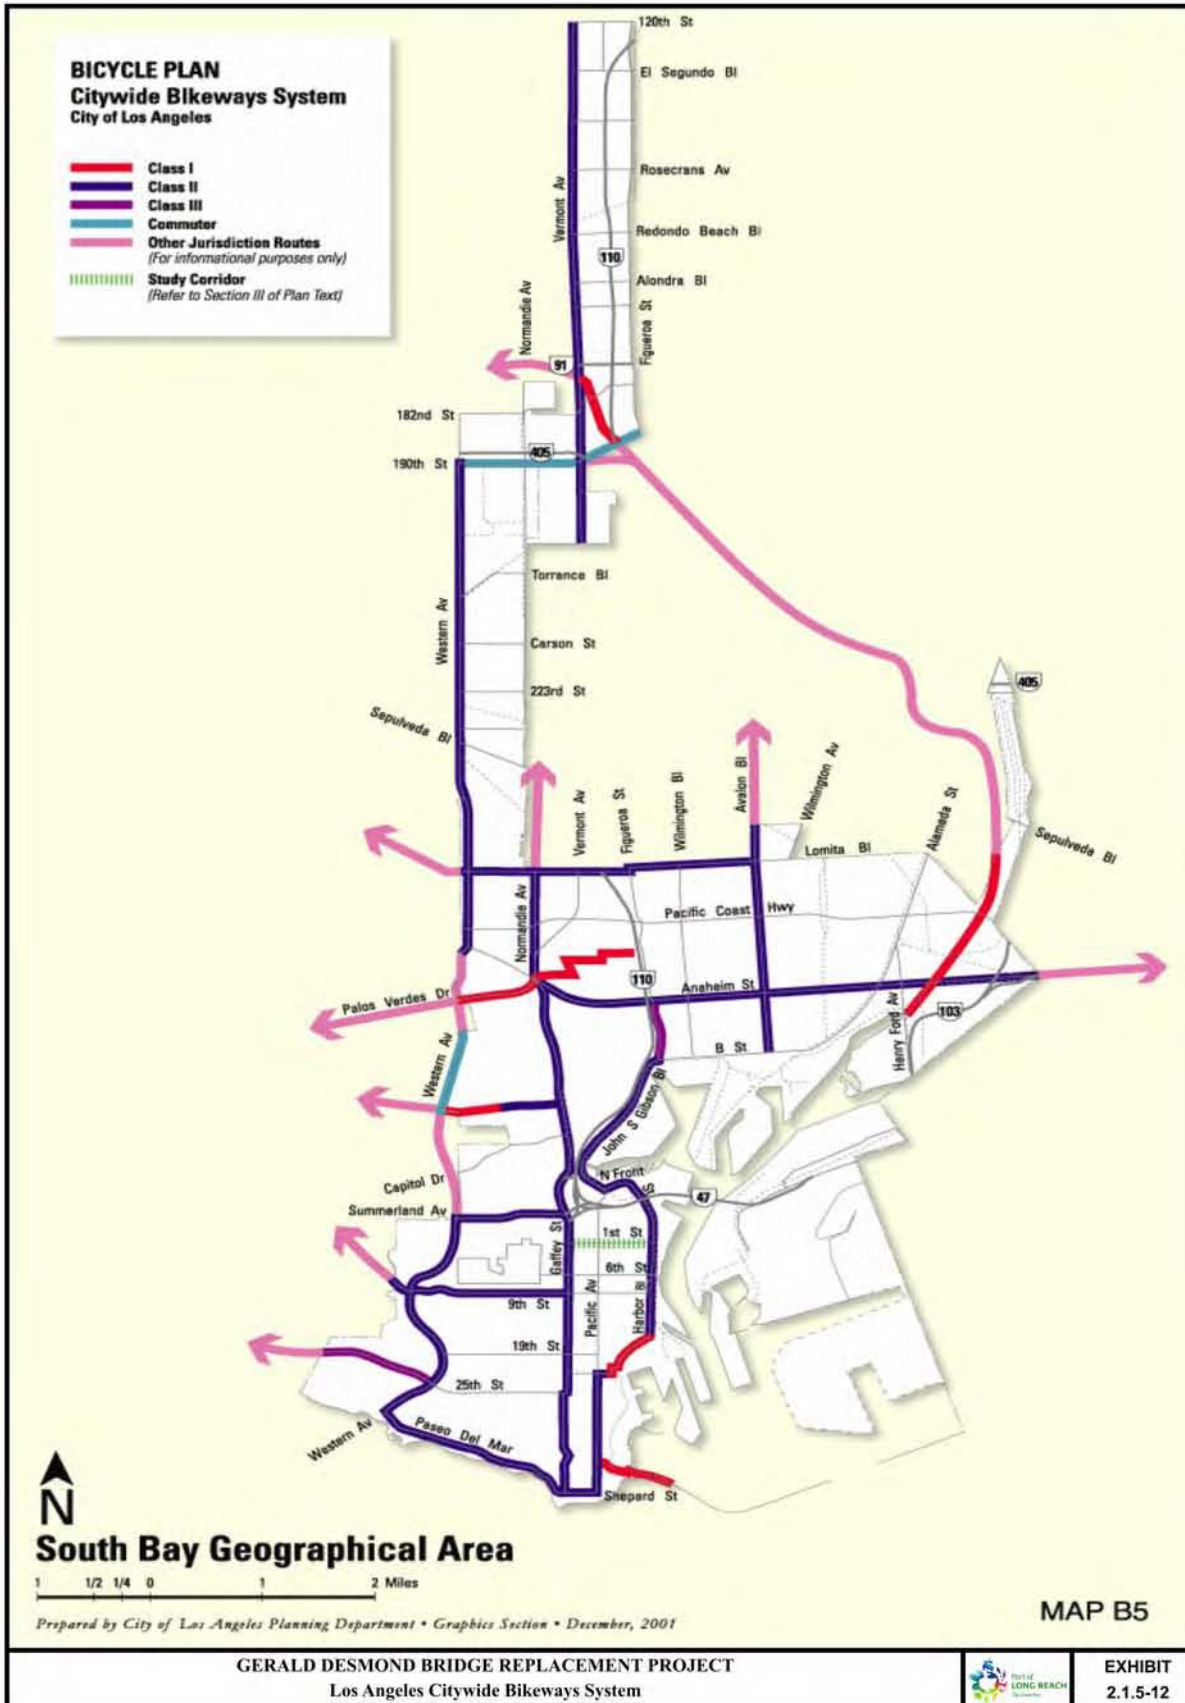 BICYCLE PLAN
Citywide Bikeways System
City of Los Angeles
Class I
Class II
Class III
Commuter
Other Jurisdiction Routes
(For informational purposes only)
Study Corridor
(Refer to Section III of Plan Text)
120th St
El Segundo Bl
Rosecrans Av
Vermont Av
Redondo Beach Bl
110
Alondra Bl
Normandie Av
Figueroa St
91
182nd St
405
190th St
Torrance Bl
Western Av
Carson St
223rd St
405
Sepulveda Bl
Vermont Av
Figueroa St
Wilmington Bl
Avalon Bl
Wilmington Av
Alameda St
Sepulveda Bl
Lomita Bl
Normandie Av
Pacific Coast Hwy
110
Anaheim St
Palos Verdes Dr
Henry Ford Av
103
Western Av
B St
John S Gibson Bl
N Front St
Capitol Dr
47
Summerland Av
Gaffey St
1st St
6th St
Pacific Av
Harbor Bl
9th St
19th St
25th St
Western Av
Paseo Del Mar
Shepard St
N
South Bay Geographical Area
1 1/2 1/4 0 1 2 Miles
Prepared by City of Los Angeles Planning Department • Graphics Section • December, 2001
MAP B5
GERALD DESMOND BRIDGE REPLACEMENT PROJECT
Los Angeles Citywide Bikeways System
Port of
LONG BEACH
EXHIBIT
2.1.5-12